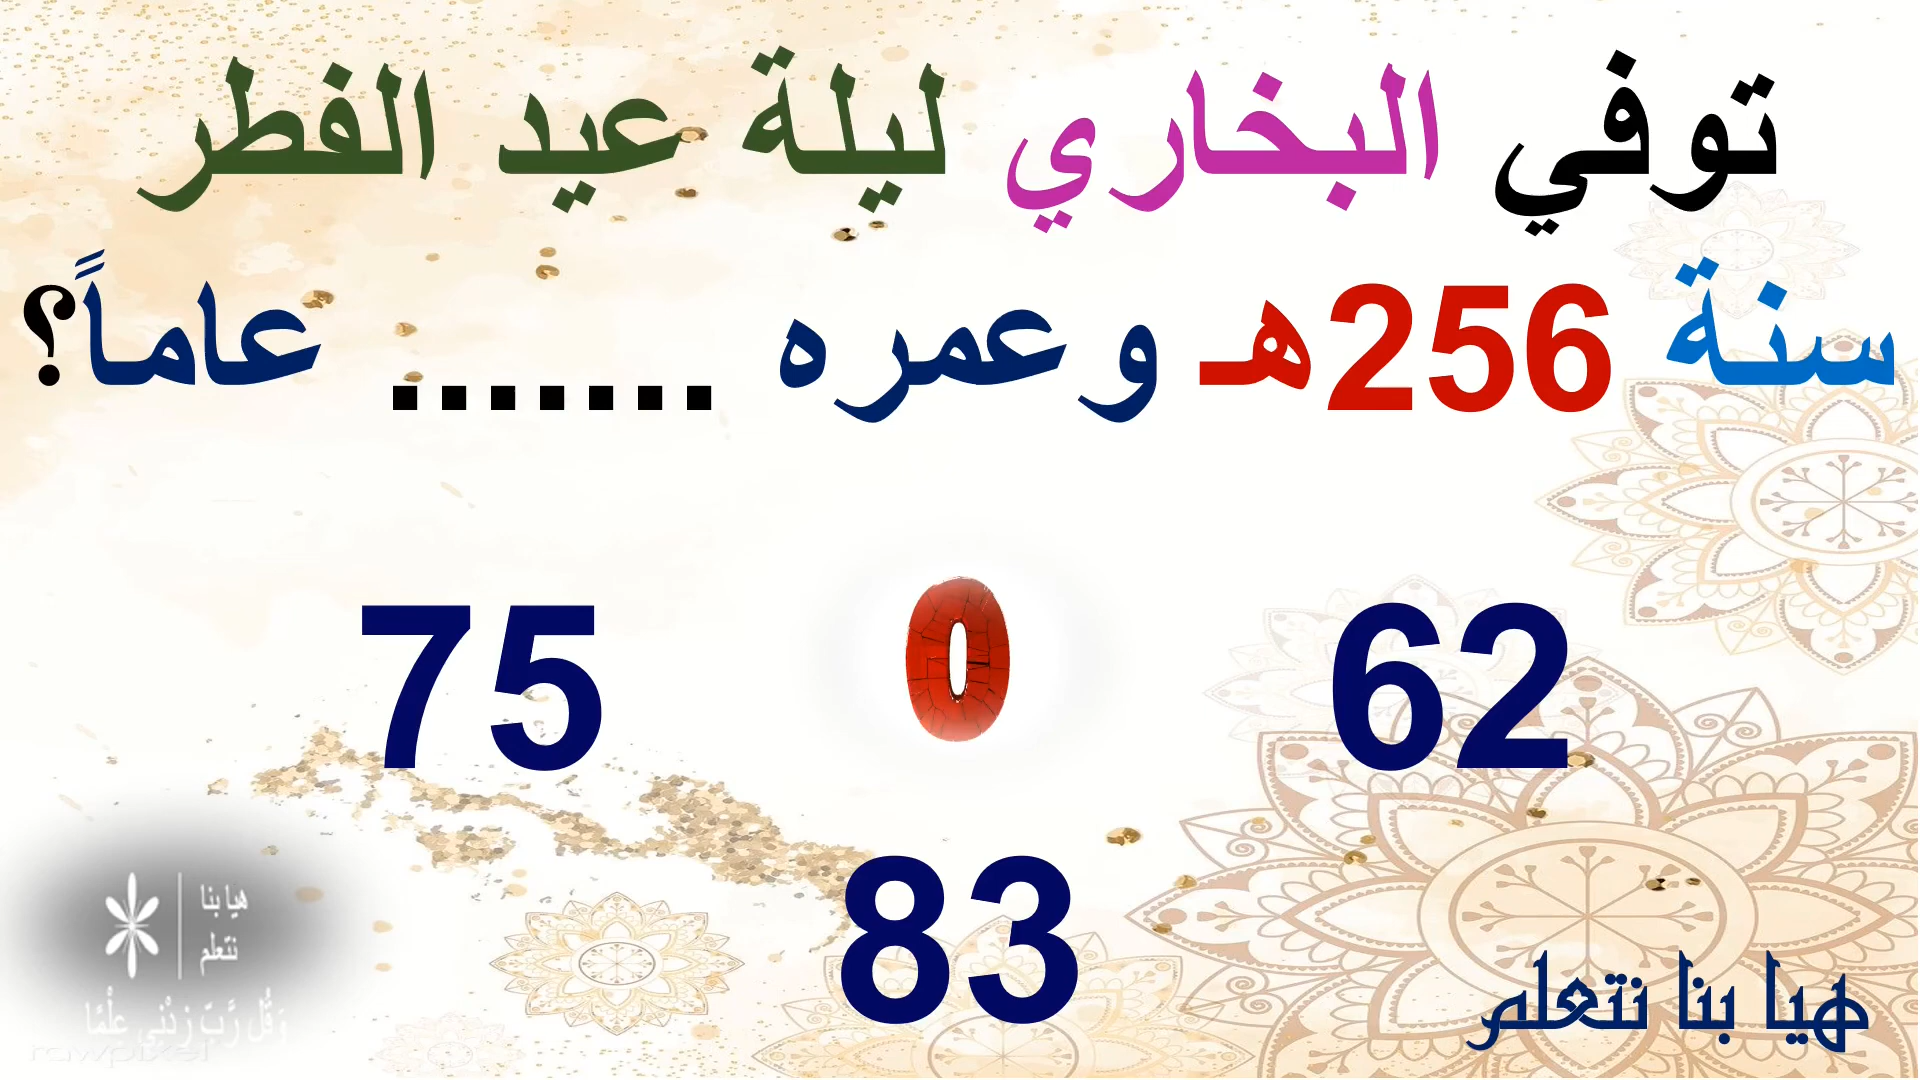 توفي البخاري ليلة عيد الفطر
سنة 256هـ وعمره ....... عاماً؟
62
0
75
83
هيا بنا نتعلم
هيا بنا
نتعلم
وَقُل رَّبِّ زِدْنِي عِلْمًا
rawpixel